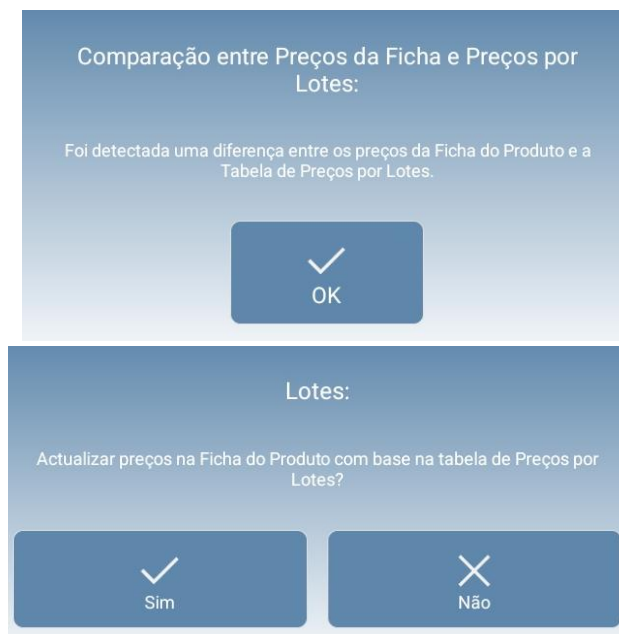 Comparação entre Preços da Ficha e Preços por
Lotes:
Foi detectada uma diferença entre os preços da Ficha do Produto e a
Tabela de Preços por Lotes.
OK
Lotes:
Actualizar preços na Ficha do Produto com base na tabela de Preços por
Lotes?
Sim
Não